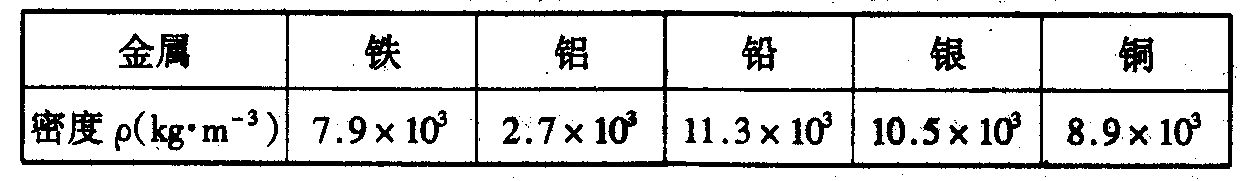 金属 铁 铝 铅 银 铜
密度 ρ(kg·m⁻³) 7.9×10³ 2.7×10³ 11.3×10³ 10.5×10³ 8.9×10³